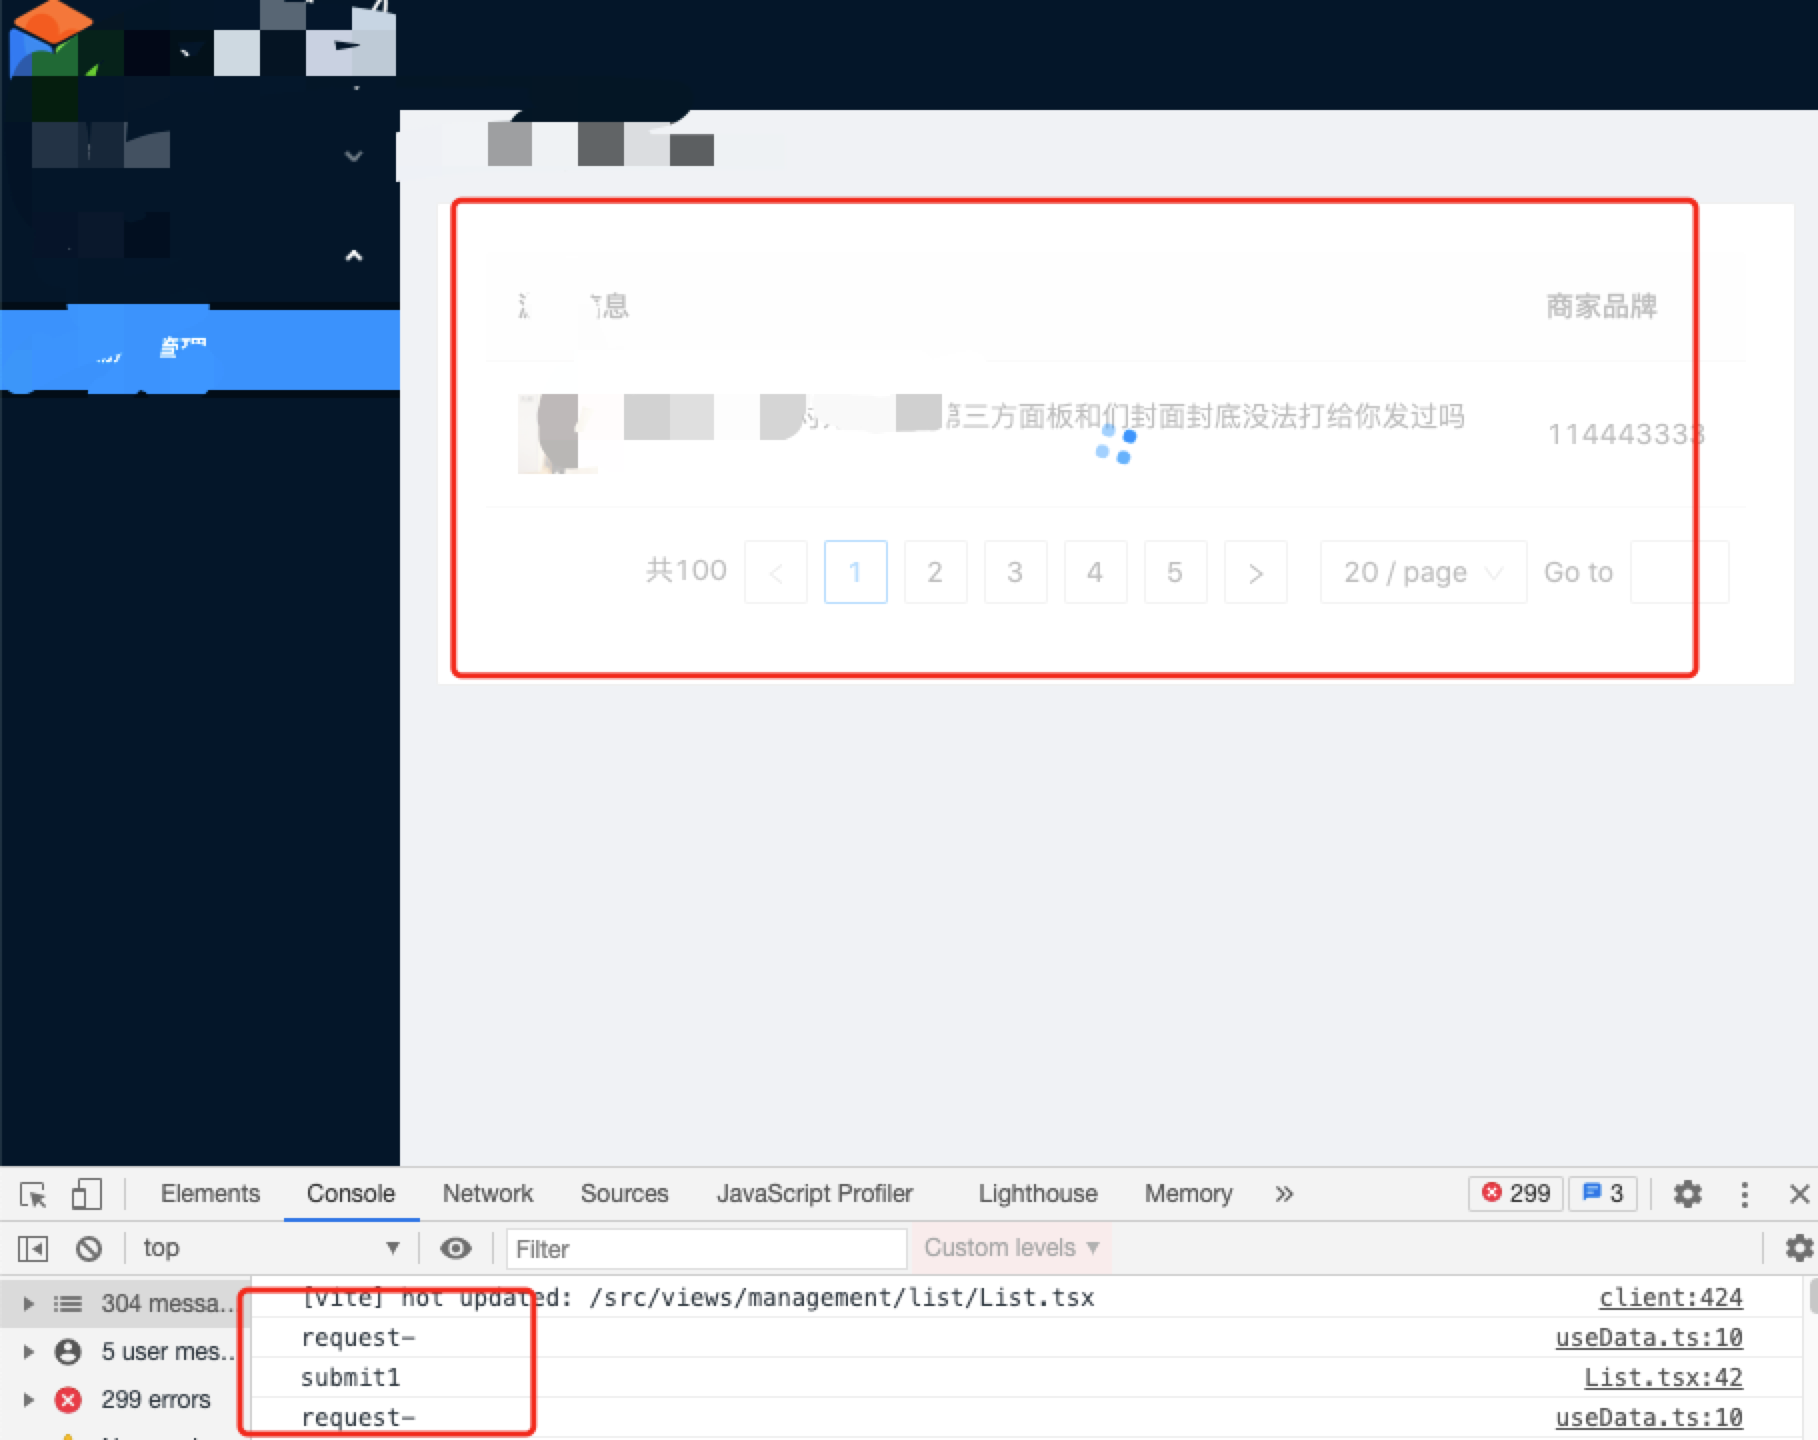 管理
息
商家品牌
第三方面板和们封面封底没法打给你发过吗
114443333
共100
<
1
2
3
4
5
>
20 / page
Go to
Elements
Console
Network
Sources
JavaScript Profiler
Lighthouse
Memory
»
299
3
top
Filter
Custom levels
304 messa...
[vite] hot updated: /src/views/management/list/List.tsx
client:424
request-
useData.ts:10
5 user mes...
submit1
List.tsx:42
299 errors
request-
useData.ts:10